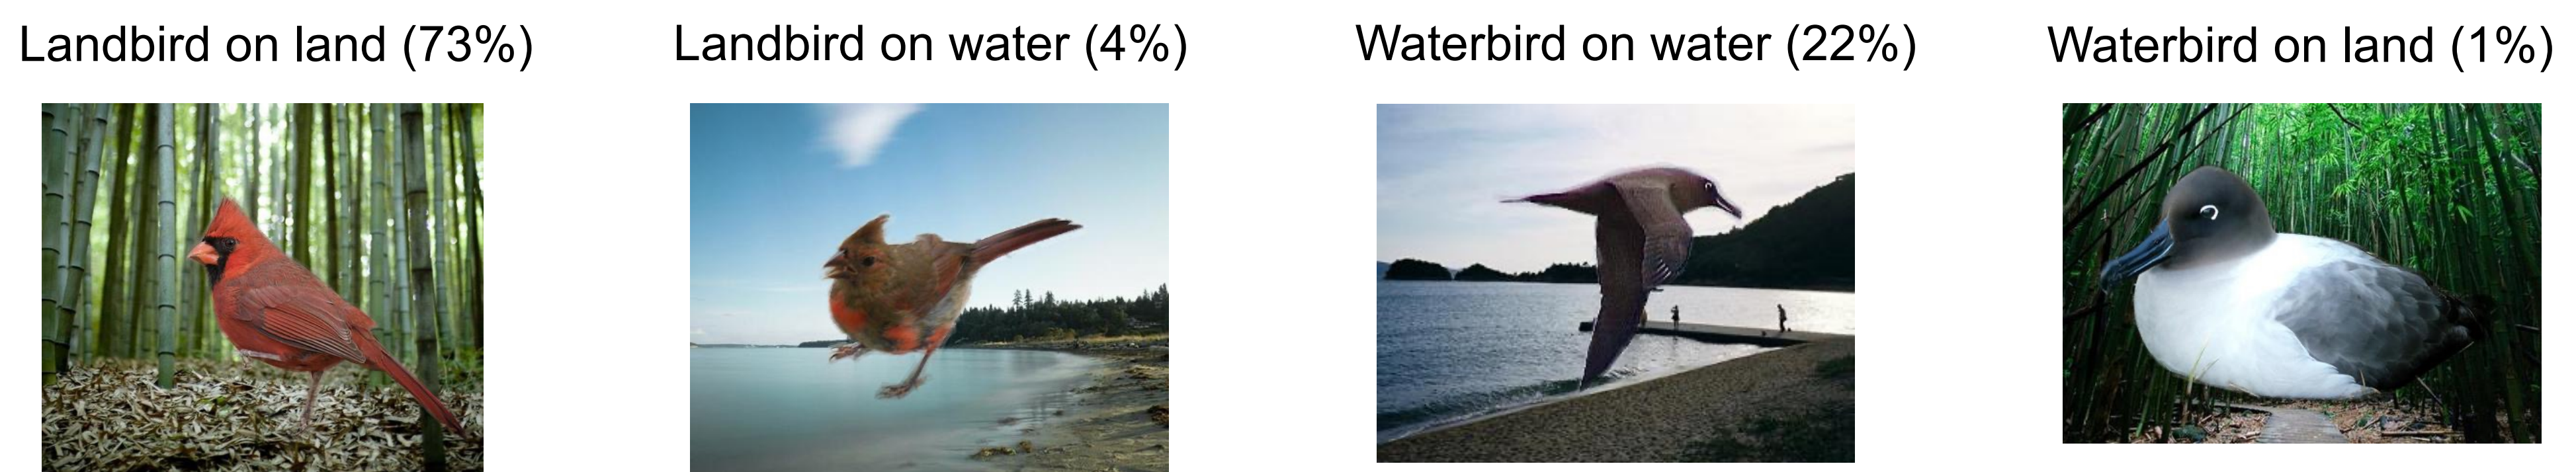 Landbird on land (73%)
Landbird on water (4%)
Waterbird on water (22%)
Waterbird on land (1%)